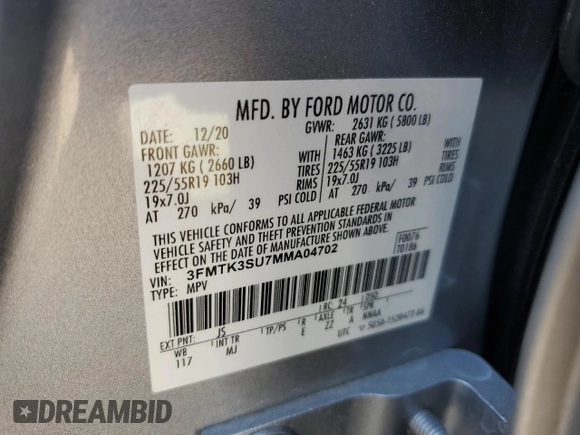 MFD. BY FORD MOTOR CO.
DATE: 12/20 GVWR: 2631 KG (5800 LB)
FRONT GAWR: REAR GAWR:
1207 KG (2660 LB) WITH 1463 KG (3225 LB) WITH
225/55R19 103H TIRES 225/55R19 103H TIRES
19x7.0J RIMS 19x7.0J RIMS
AT 270 kPa/ 39 PSI COLD AT 270 kPa/ 39 PSI COLD
THIS VEHICLE CONFORMS TO ALL APPLICABLE FEDERAL MOTOR
VEHICLE SAFETY AND THEFT PREVENTION STANDARDS IN
EFFECT ON THE DATE OF MANUFACTURE SHOWN ABOVE.
VIN: 3FMTK3SU7MMA04702 F0076
TYPE: MPV T0186
EXT PNT: JS RC: 24 DSO:
WB INT TR TP/PS R AXLE TR SPR
117 MJ E ZZ A NNAA
UTC
DREAMBID